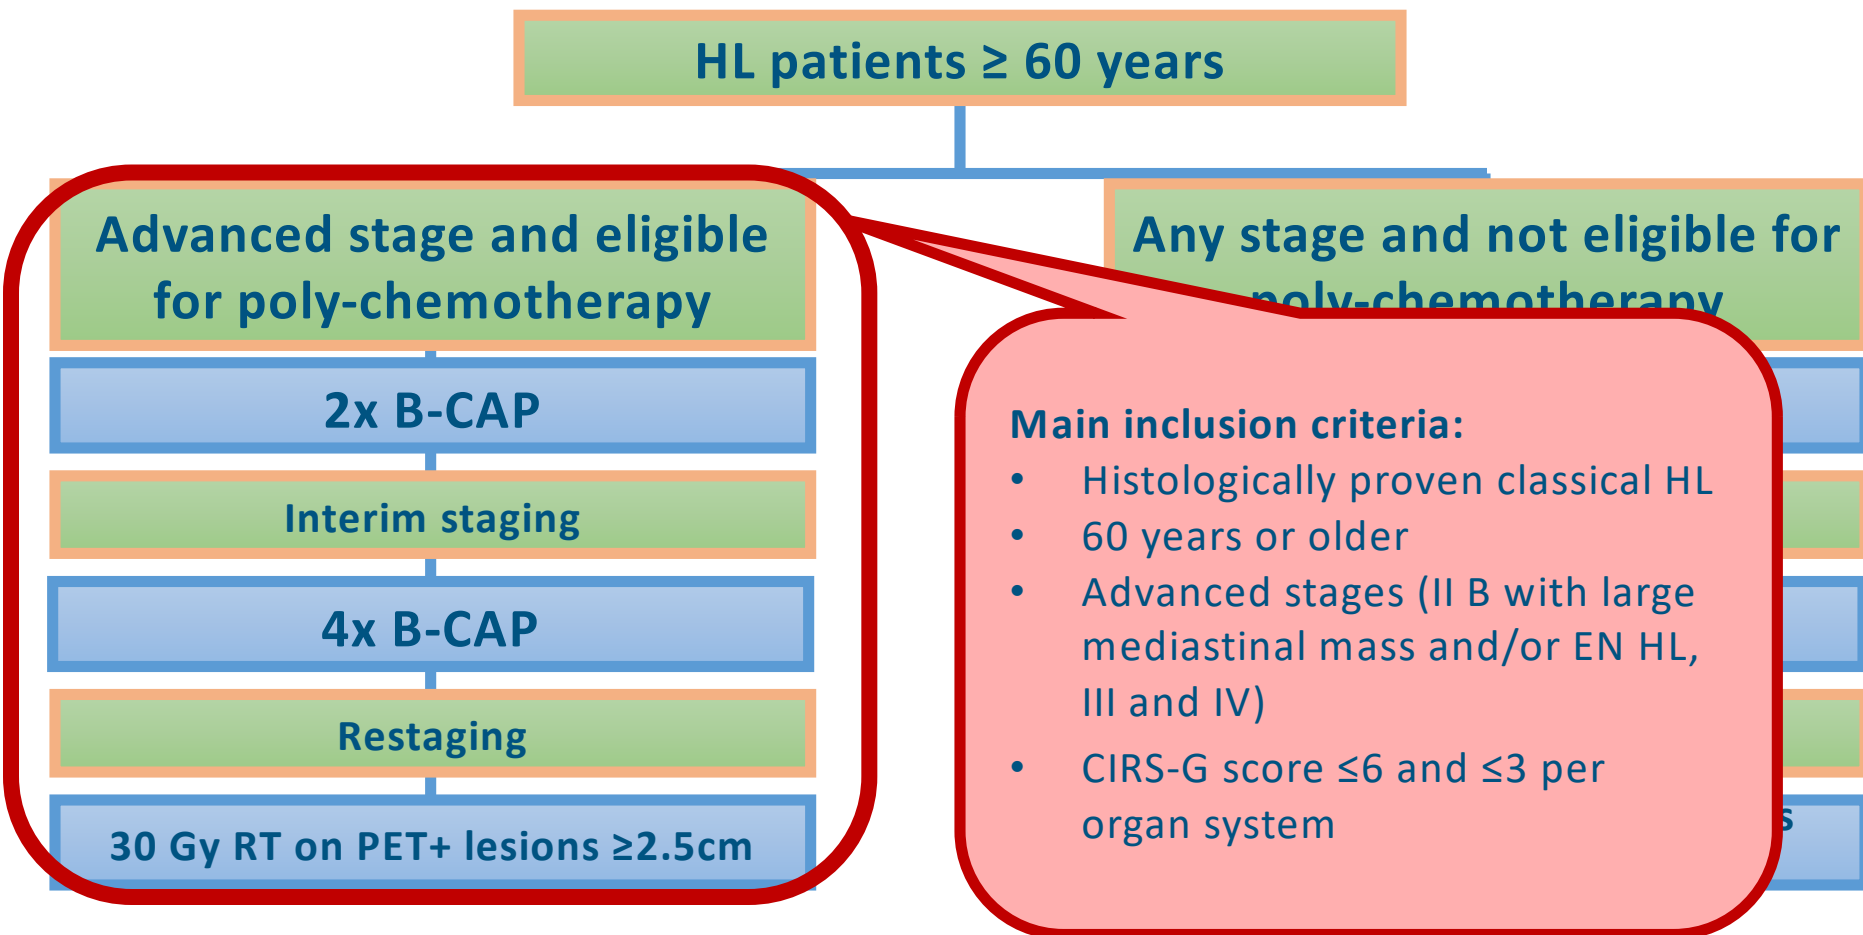 HL patients ≥ 60 years
Advanced stage and eligible
for poly-chemotherapy
2x B-CAP
Interim staging
4x B-CAP
Restaging
30 Gy RT on PET+ lesions ≥2.5cm
Any stage and not eligible for
poly-chemotherapy
Main inclusion criteria:
• Histologically proven classical HL
• 60 years or older
• Advanced stages (II B with large
mediastinal mass and/or EN HL,
III and IV)
• CIRS-G score ≤6 and ≤3 per
organ system